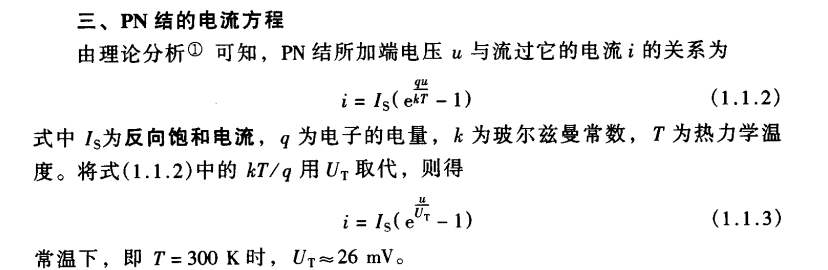 三、PN 结的电流方程
由理论分析① 可知，PN 结所加端电压 u 与流过它的电流 i 的关系为
i = I_S(e^{qu/kT} - 1) (1.1.2)
式中 I_S为反向饱和电流，q 为电子的电量，k 为玻尔兹曼常数，T 为热力学温
度。将式(1.1.2)中的 kT/q 用 U_T 取代，则得
i = I_S(e^{u/U_T} - 1) (1.1.3)
常温下，即 T = 300 K 时，U_T≈26 mV。